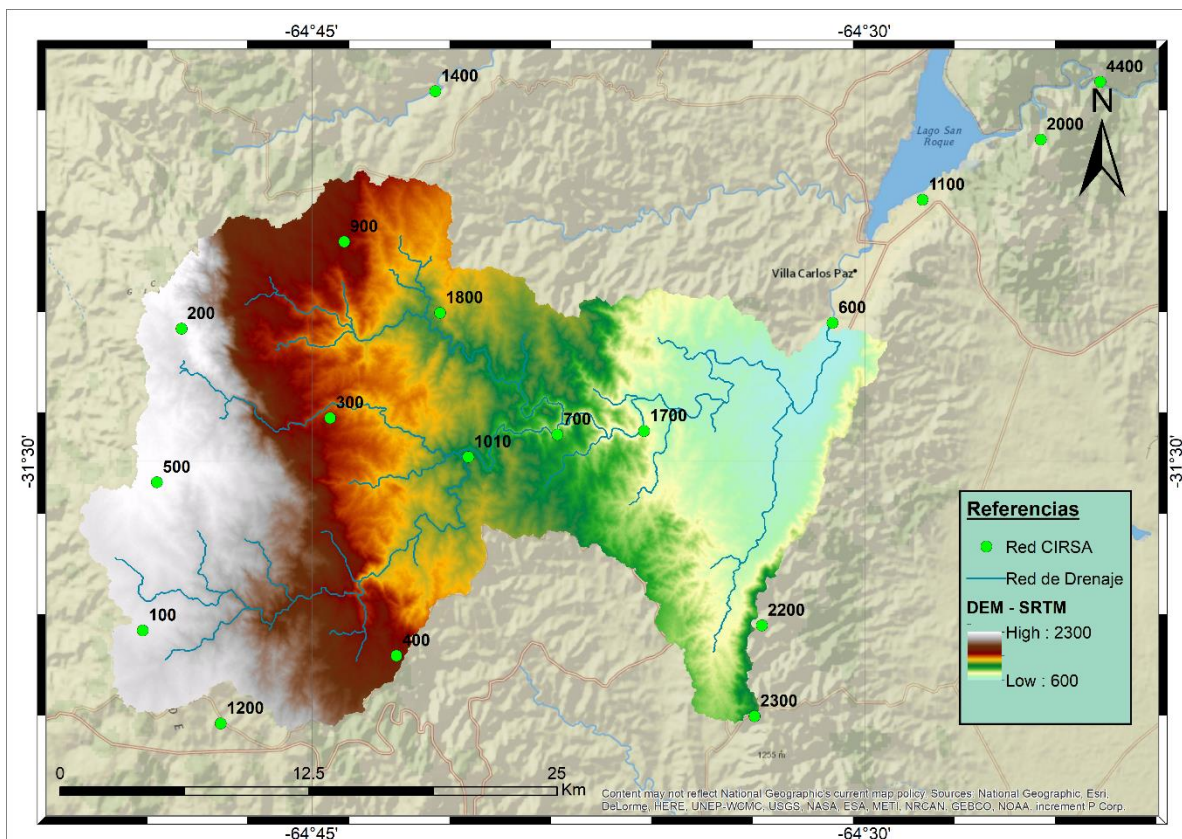 -64°45'
-64°30'
1400
4400
N
2000
Lago San
Roque
1100
900
Villa Carlos Paz
200
1800
600
300
700
1700
1010
-31°30'
-31°30'
500
Referencias
Red CIRSA
Red de Drenaje
DEM - SRTM
High : 2300
Low : 600
100
2200
400
1200
2300
D E
1255 m
0
12.5
25
Km
Content may not reflect National Geographic's current map policy. Sources: National Geographic, Esri,
DeLorme, HERE, UNEP-WCMC, USGS, NASA, ESA, METI, NRCAN, GEBCO, NOAA, increment P Corp.
-64°45'
-64°30'